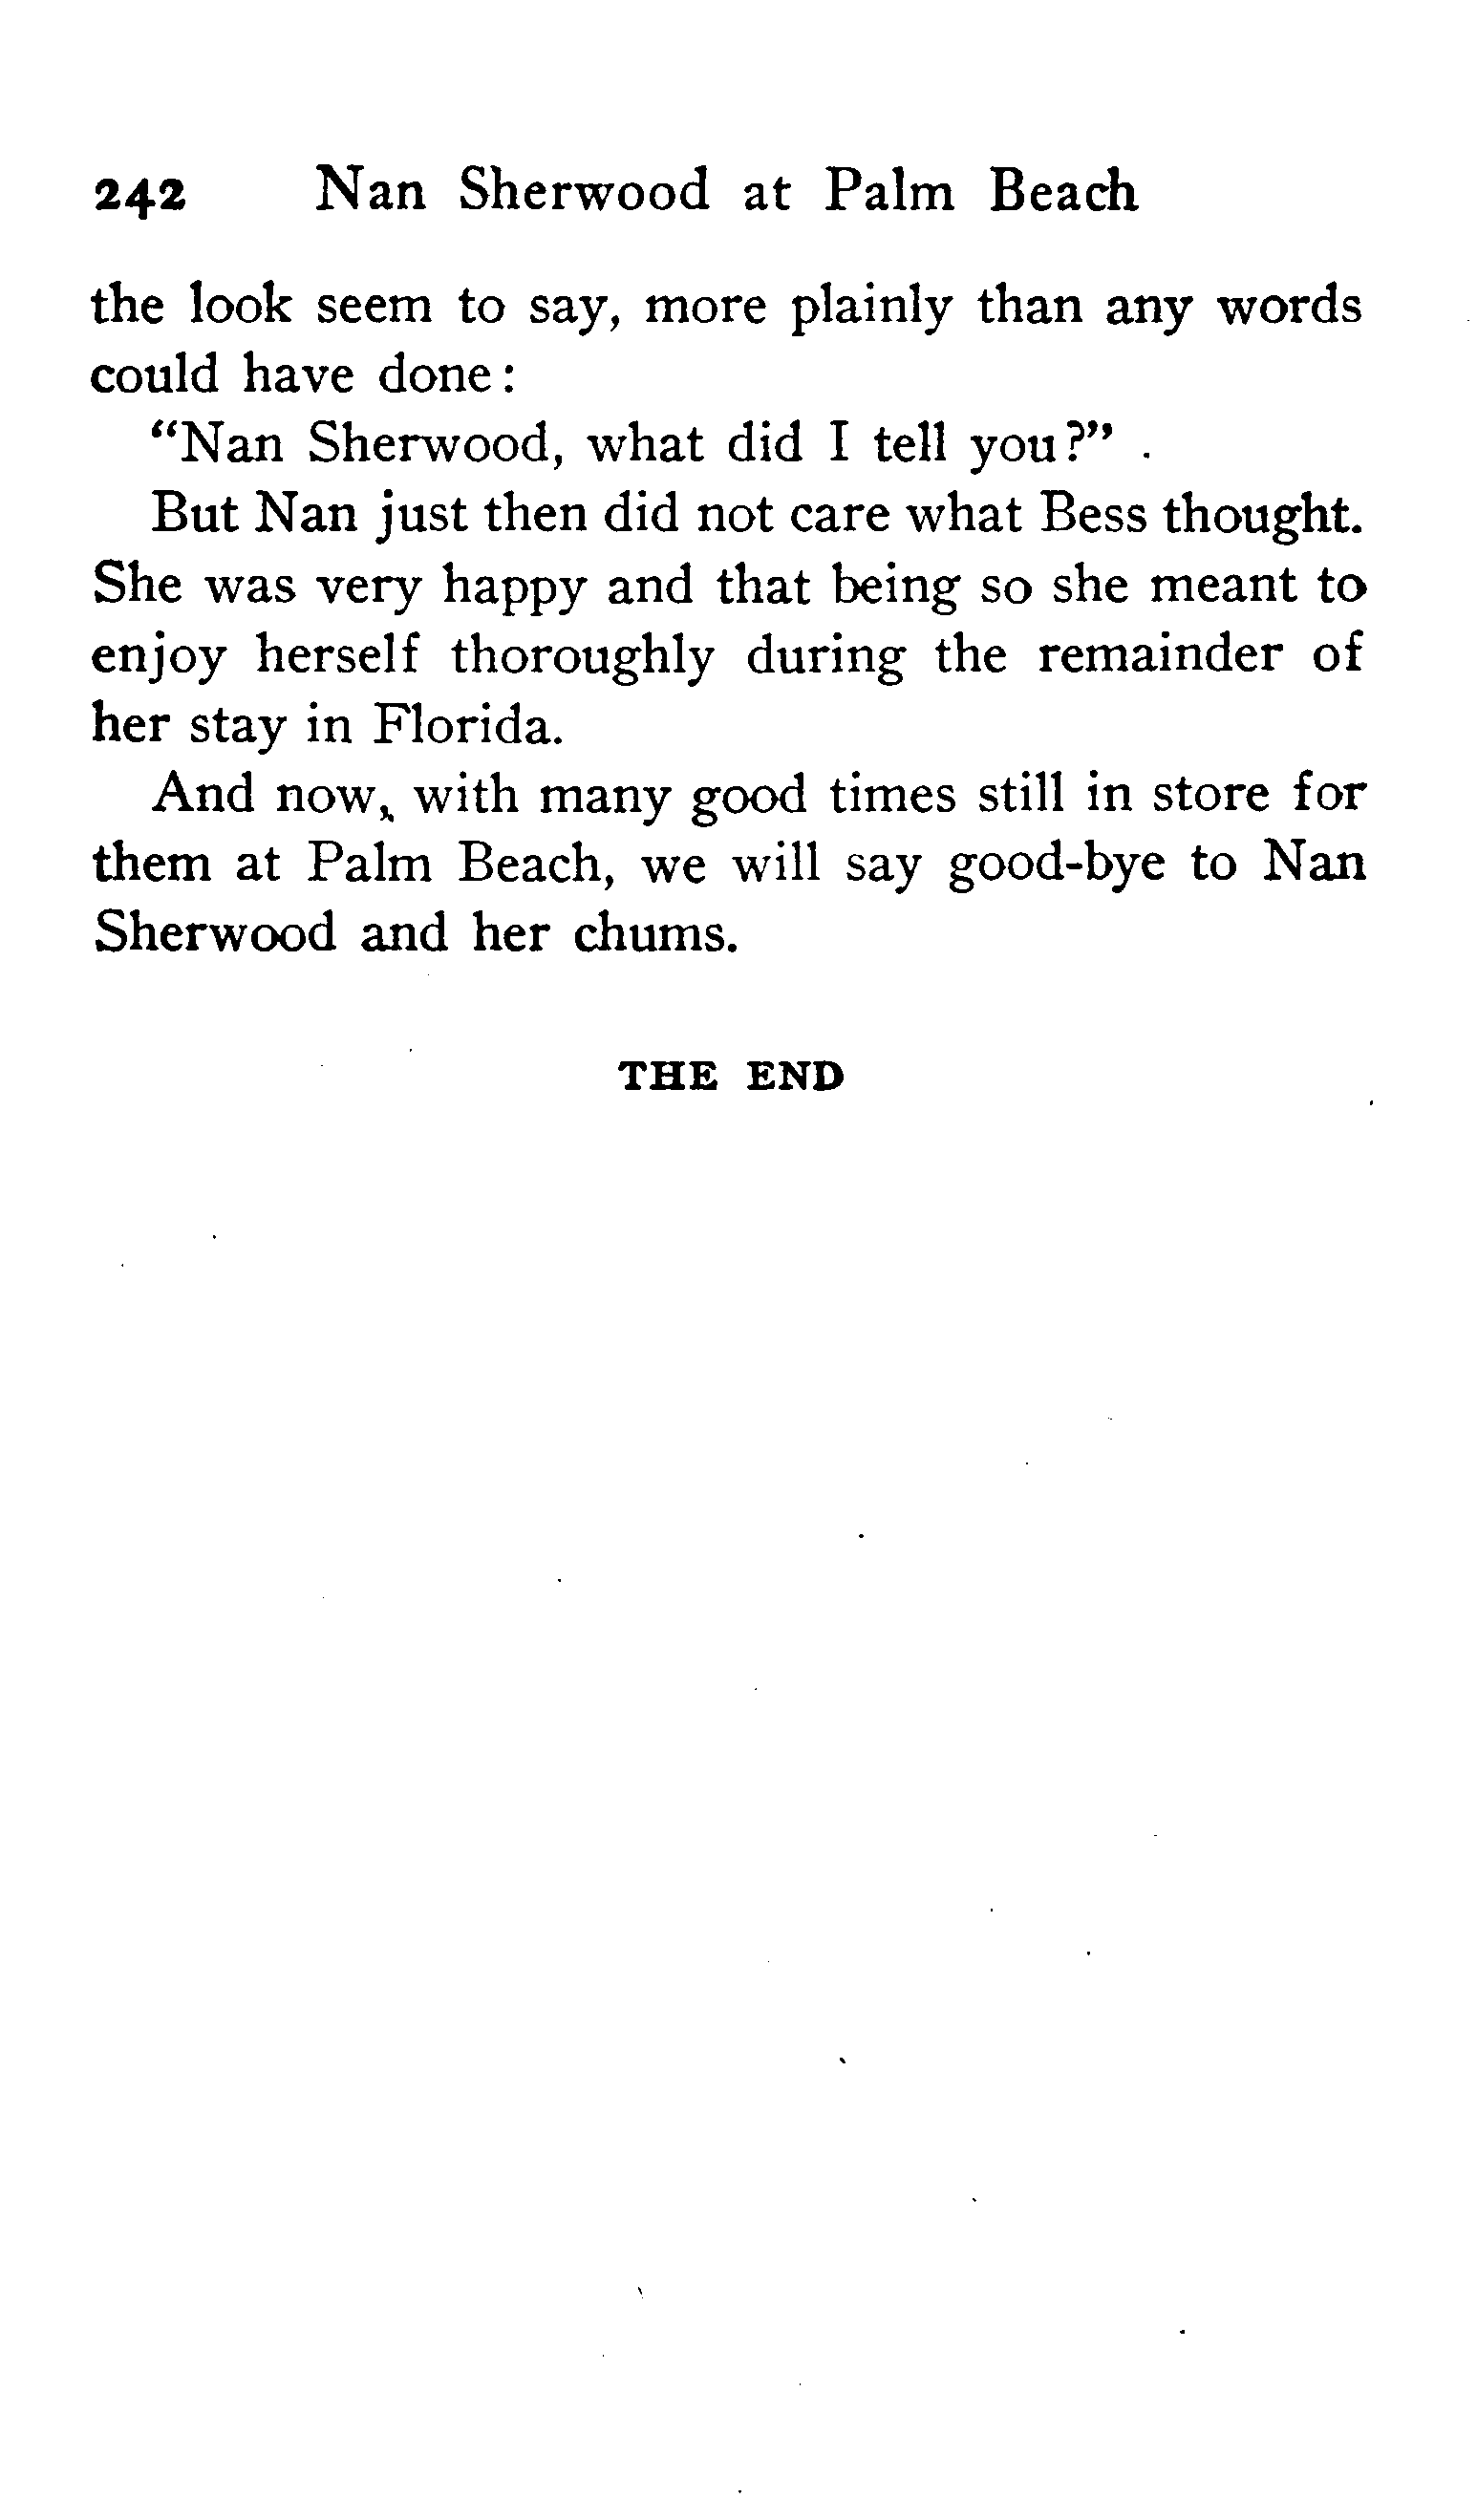 242 Nan Sherwood at Palm Beach
the look seem to say, more plainly than any words
could have done:
"Nan Sherwood, what did I tell you?"
But Nan just then did not care what Bess thought.
She was very happy and that being so she meant to
enjoy herself thoroughly during the remainder of
her stay in Florida.
And now, with many good times still in store for
them at Palm Beach, we will say good-bye to Nan
Sherwood and her chums.
THE END